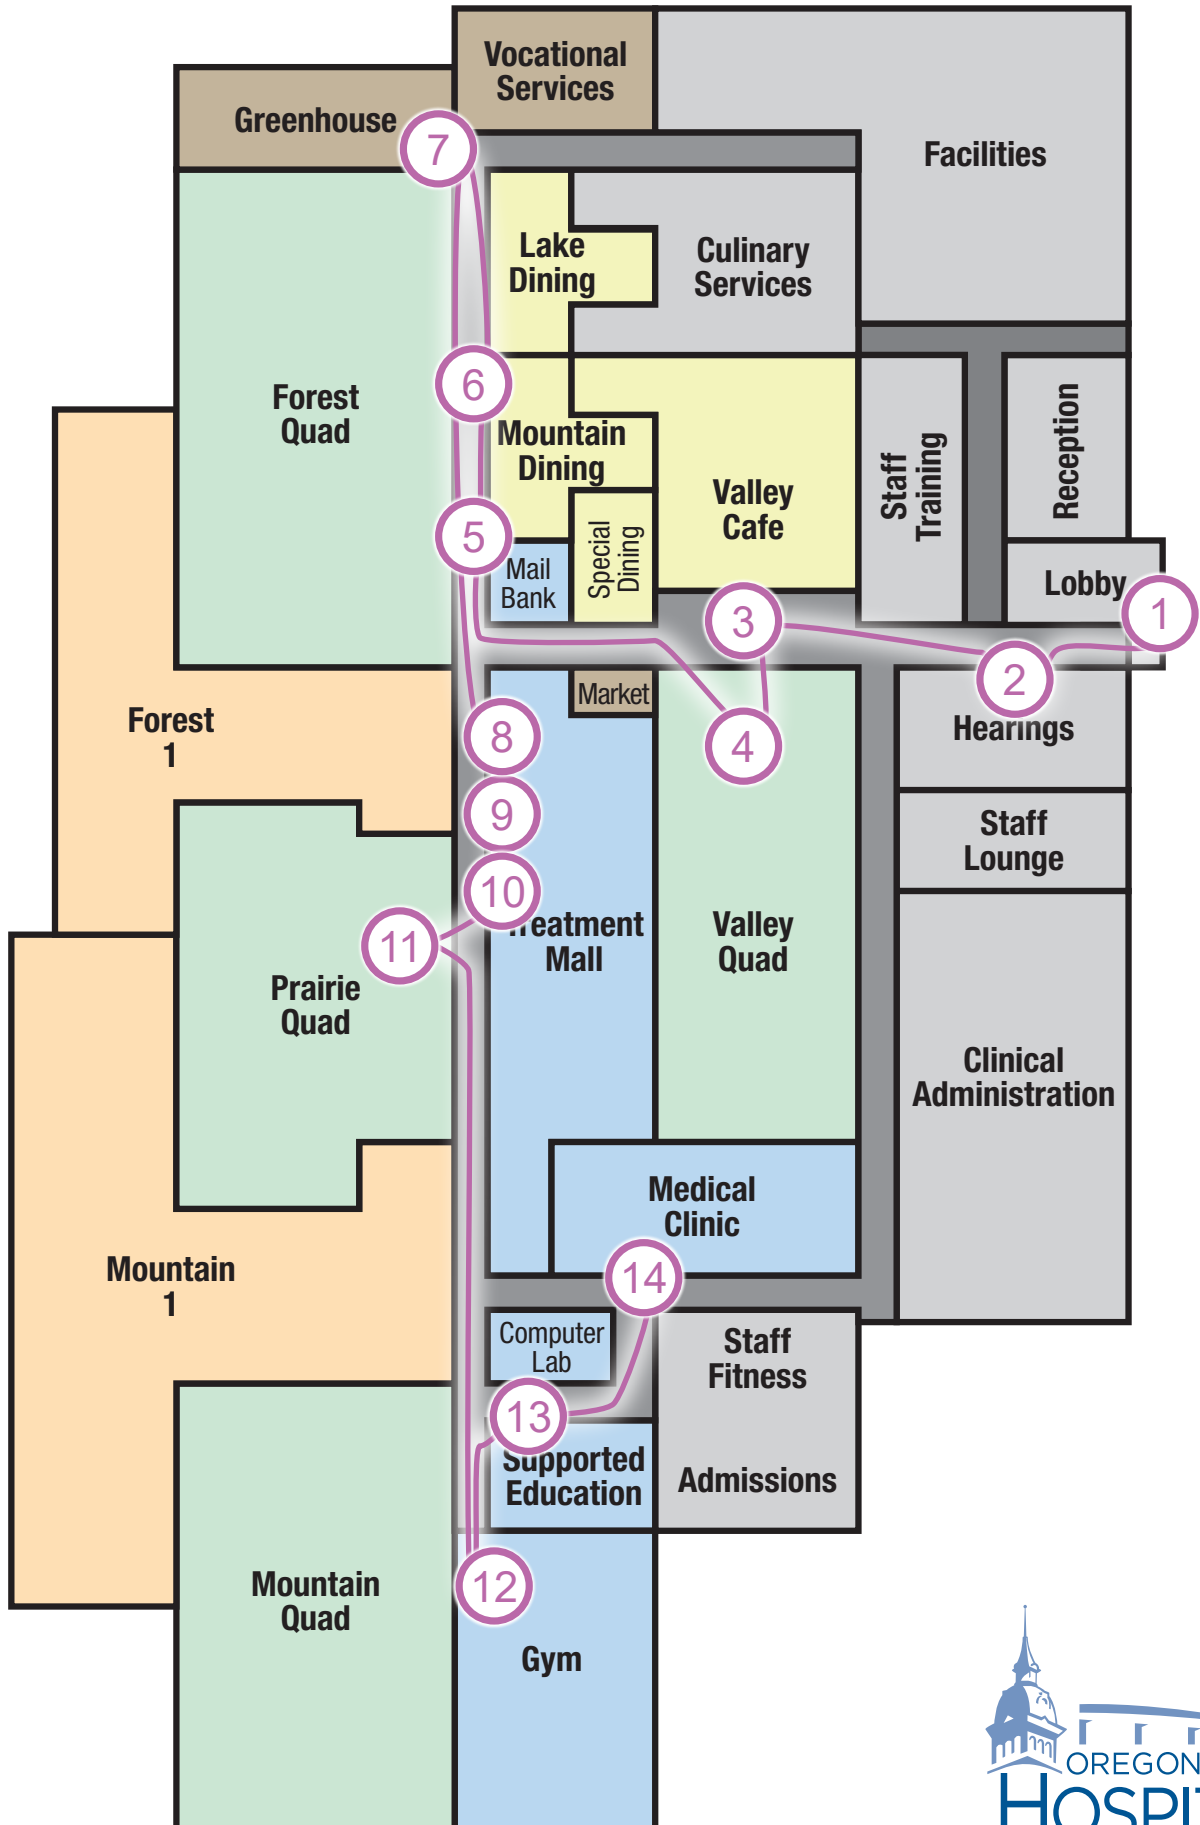 Vocational
Services
Greenhouse
7
Facilities
Lake
Dining
Culinary
Services
6
Forest
Quad
Mountain
Dining
Valley
Cafe
Staff
Training
Reception
5
Mail
Bank
Special
Dining
Lobby
1
3
2
Hearings
Market
Forest
1
8
4
9
Staff
Lounge
10
11
Treatment
Mall
Valley
Quad
Prairie
Quad
Clinical
Administration
Medical
Clinic
Mountain
1
14
Computer
Lab
Staff
Fitness
13
Supported
Education
Admissions
12
Mountain
Quad
Gym
OREGON